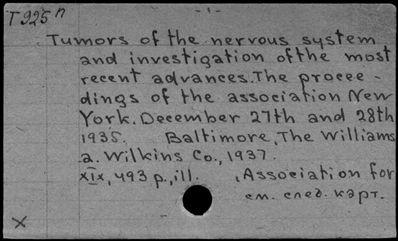 T925n
- 1 -
Tumors of the nervous system
and investigation of the most
recent advances. The procee -
dings of the association New
York. December 27th and 28th
1935. Baltimore, The Williams
a. Wilkins Co., 1937.
XIX, 493 p., ill. , Association for
см. след. карт.
x